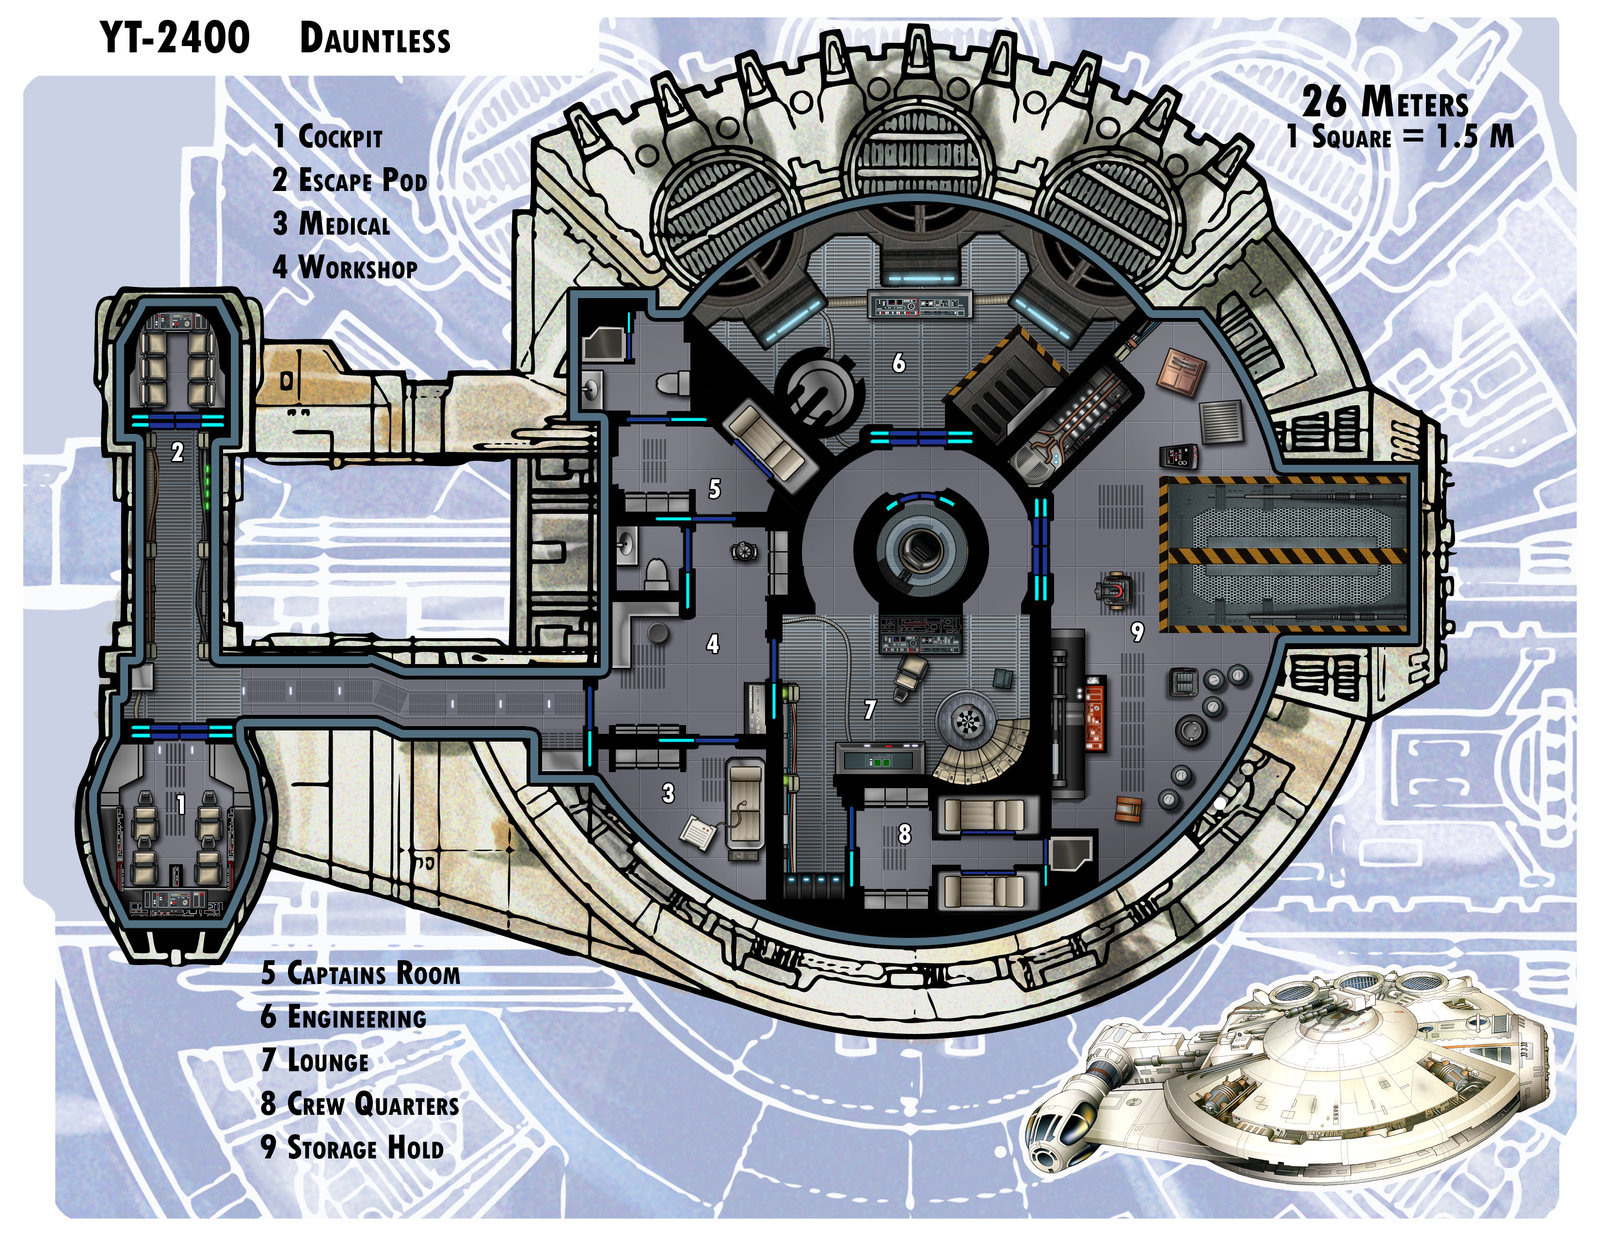 YT-2400 Dauntless
26 Meters
1 Square = 1.5 M
1 Cockpit
2 Escape Pod
3 Medical
4 Workshop
6
5
2
4
9
7
3
1
8
5 Captains Room
6 Engineering
7 Lounge
8 Crew Quarters
9 Storage Hold